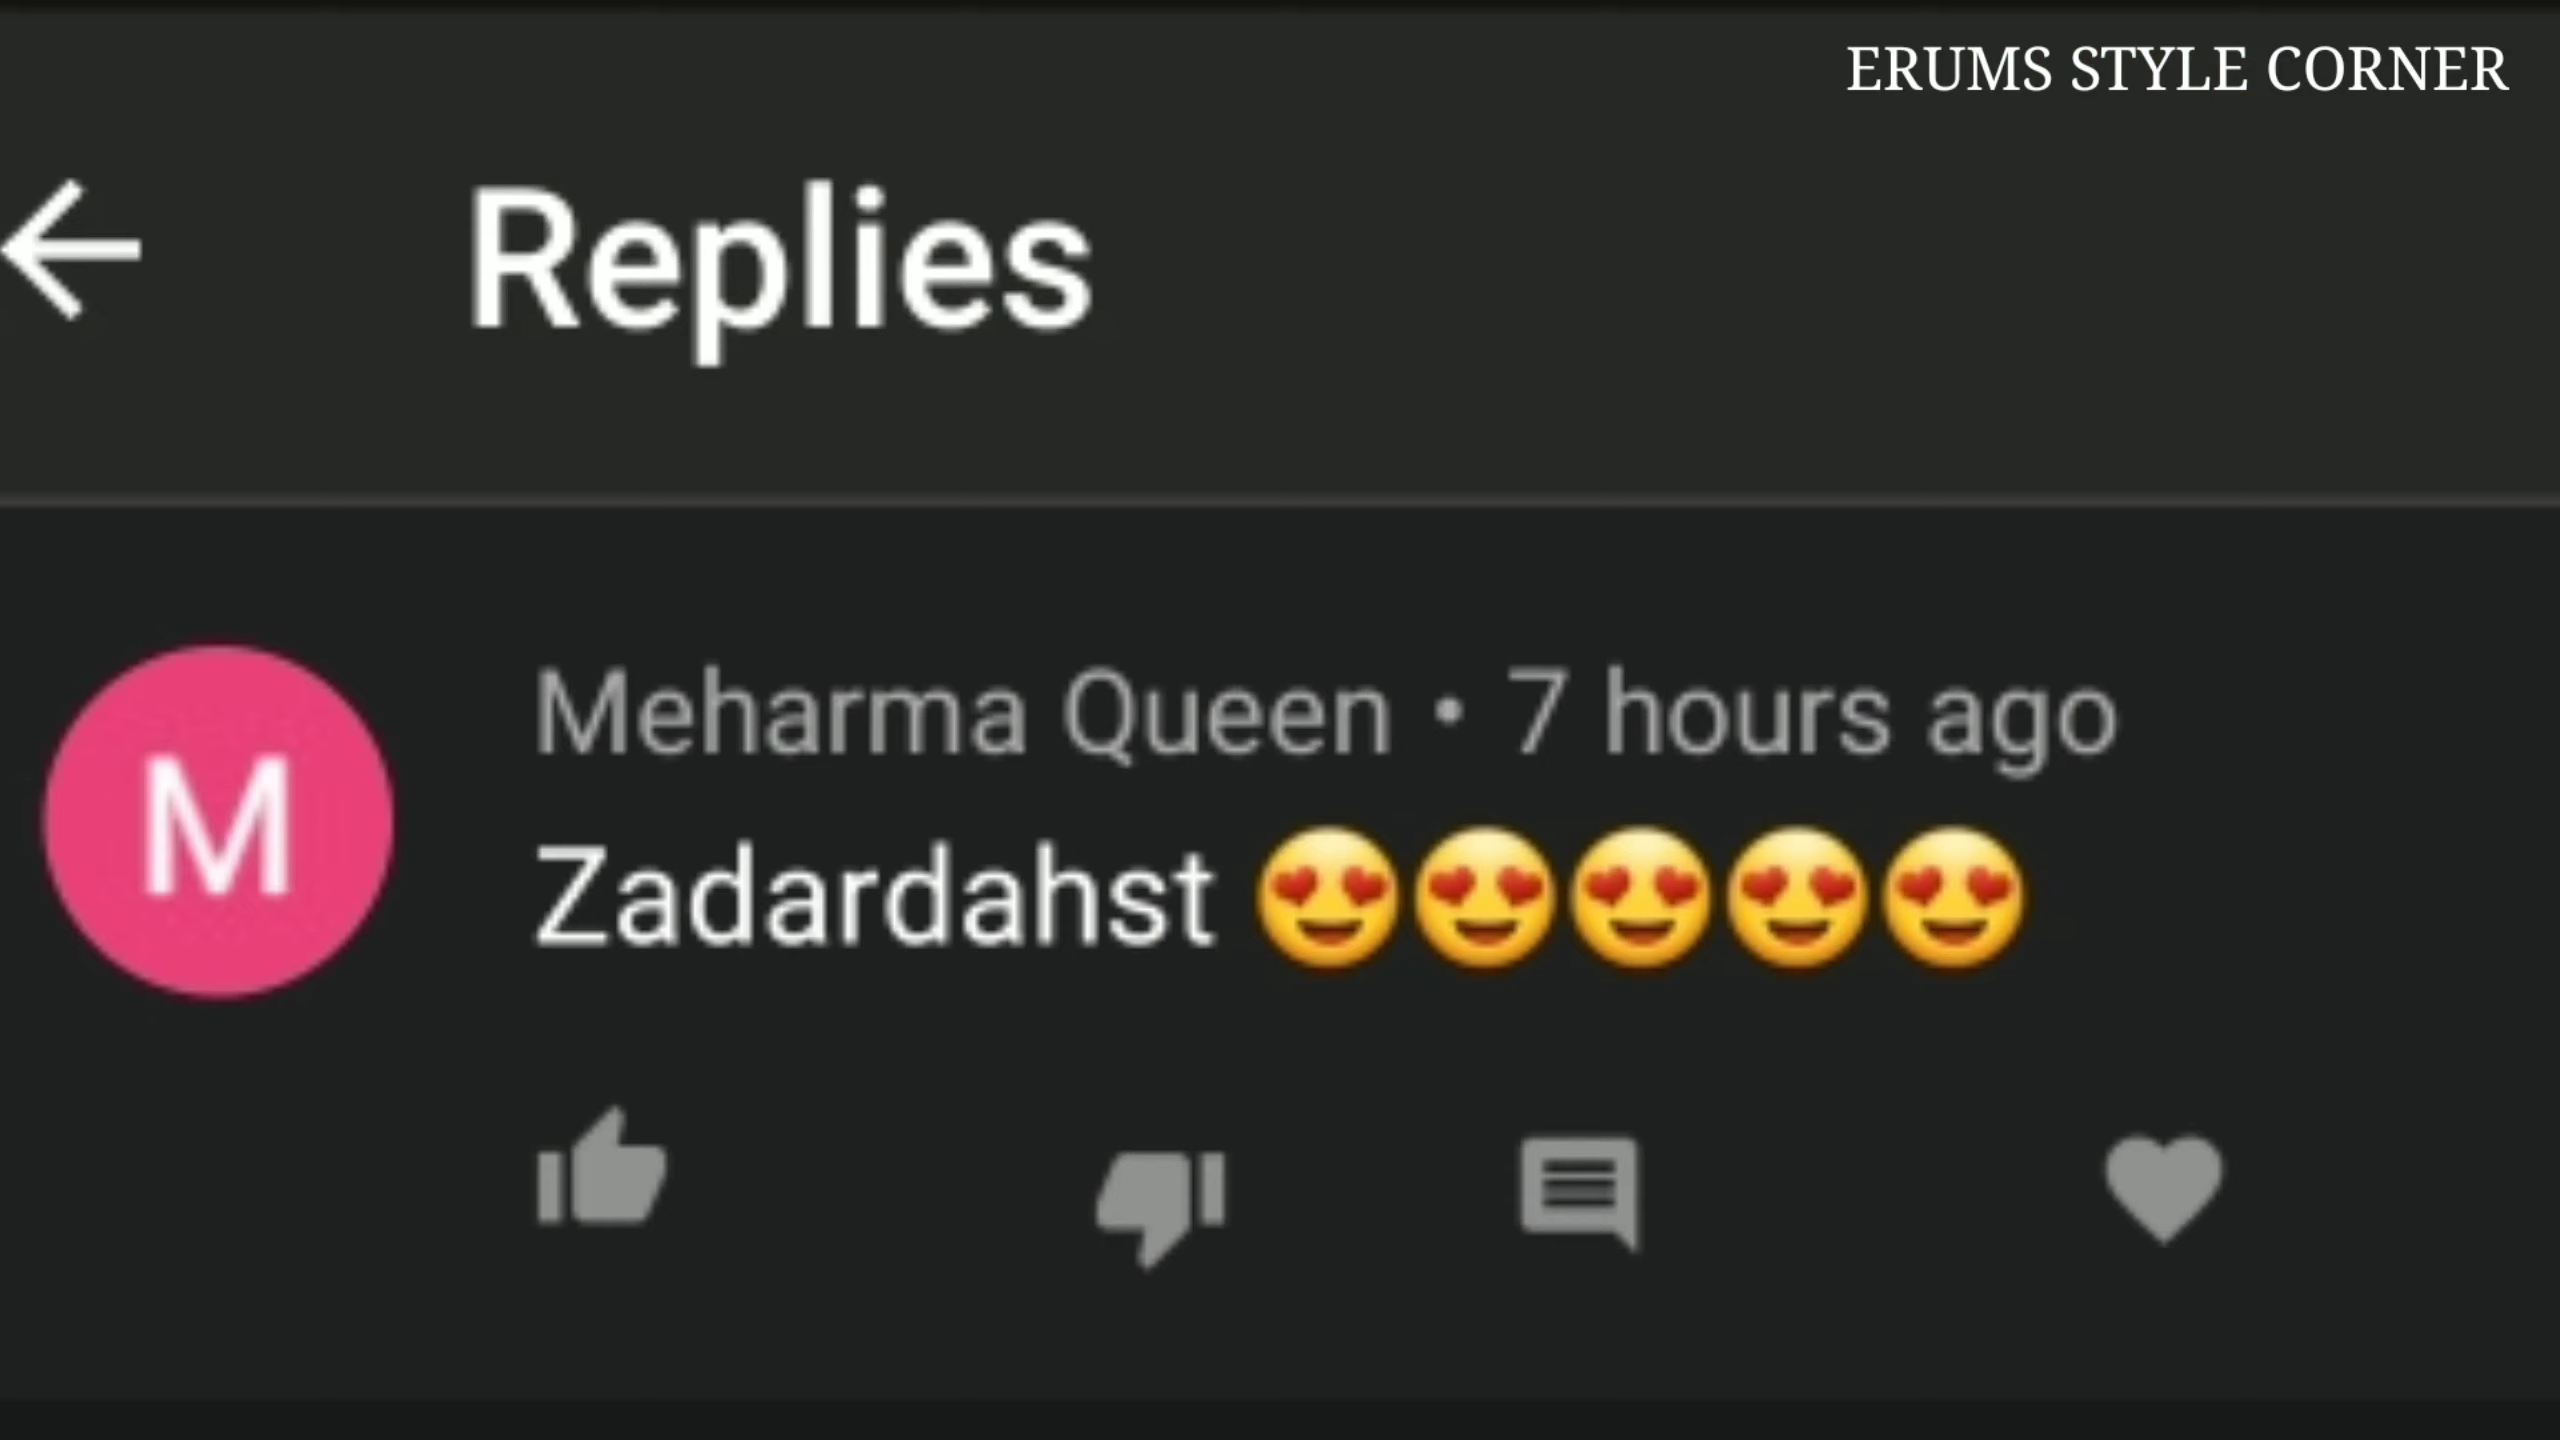 ERUMS STYLE CORNER
Replies
M
Meharma Queen • 7 hours ago
Zadardahst 😍😍😍😍😍